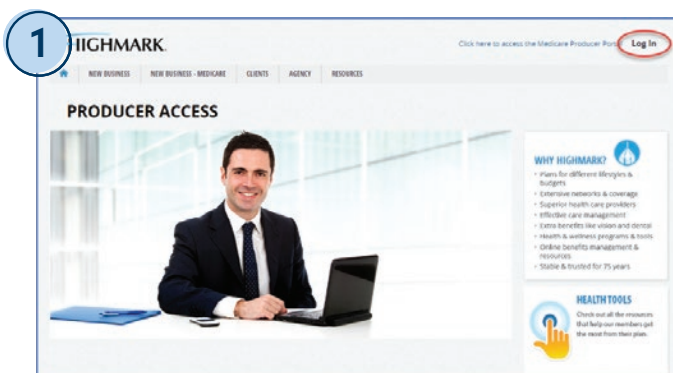 1
HIGHMARK.
Click here to access the Medicare Producer Portal
Log In
NEW BUSINESS
NEW BUSINESS - MEDICARE
CLIENTS
AGENCY
RESOURCES
PRODUCER ACCESS
WHY HIGHMARK?
• Plans for different lifestyles &
budgets
• Extensive networks & coverage
• Superior health care providers
• Effective care management
• Extra benefits like vision and dental
• Health & wellness programs & tools
• Online benefits management &
resources
• Stable & trusted for 75 years
HEALTH TOOLS
Check out all the resources
that help our members get
the most from their plan.